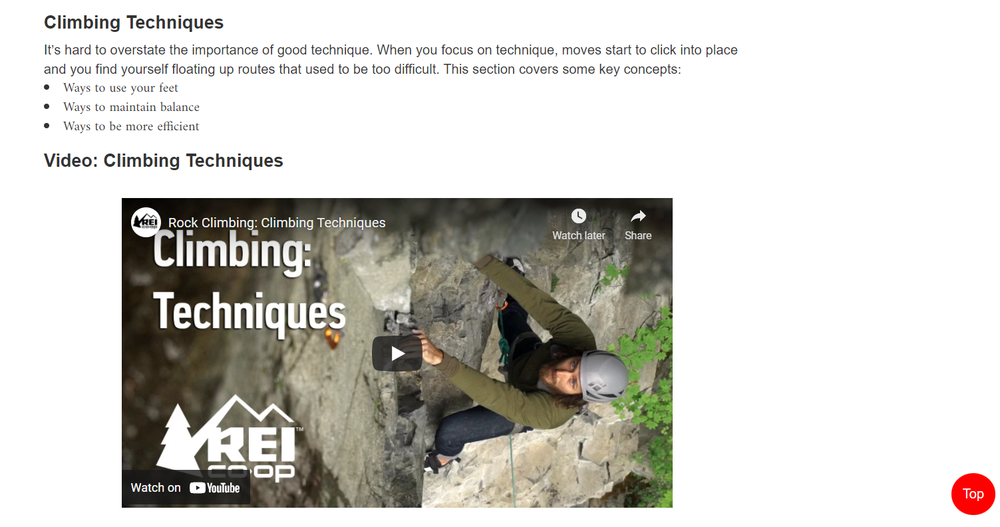 Climbing Techniques
It’s hard to overstate the importance of good technique. When you focus on technique, moves start to click into place
and you find yourself floating up routes that used to be too difficult. This section covers some key concepts:
Ways to use your feet
Ways to maintain balance
Ways to be more efficient
Video: Climbing Techniques
REI
co-op
Rock Climbing: Climbing Techniques
Watch later
Share
Climbing:
Techniques
REI™
co·op
Watch on YouTube
Top